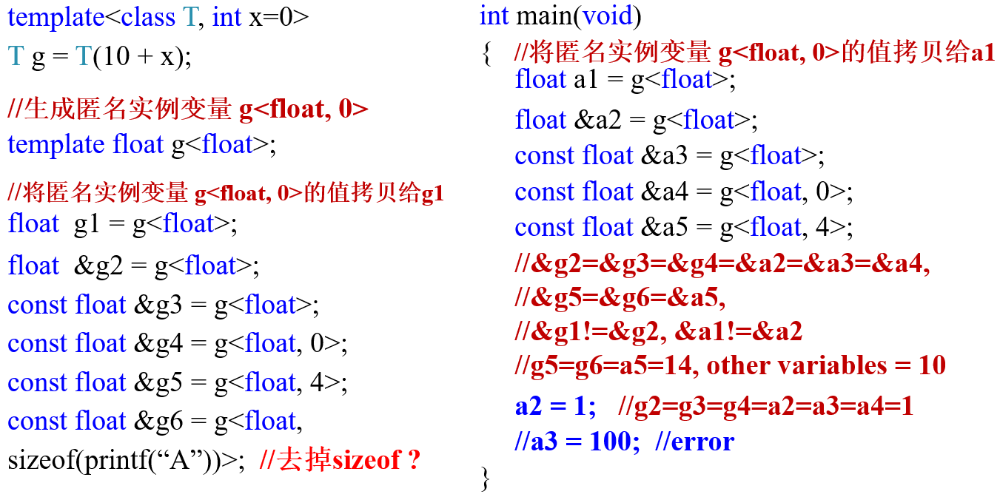 template<class T, int x=0>
T g = T(10 + x);
//生成匿名实例变量 g<float, 0>
template float g<float>;
//将匿名实例变量 g<float, 0>的值拷贝给g1
float  g1 = g<float>;
float  &g2 = g<float>;
const float &g3 = g<float>;
const float &g4 = g<float, 0>;
const float &g5 = g<float, 4>;
const float &g6 = g<float,
sizeof(printf(“A”))>;  //去掉sizeof ?
int main(void)
{   //将匿名实例变量 g<float, 0>的值拷贝给a1
float a1 = g<float>;
float &a2 = g<float>;
const float &a3 = g<float>;
const float &a4 = g<float, 0>;
const float &a5 = g<float, 4>;
//&g2=&g3=&g4=&a2=&a3=&a4,
//&g5=&g6=&a5,
//&g1!=&g2, &a1!=&a2
//g5=g6=a5=14, other variables = 10
a2 = 1;   //g2=g3=g4=a2=a3=a4=1
//a3 = 100;  //error
}